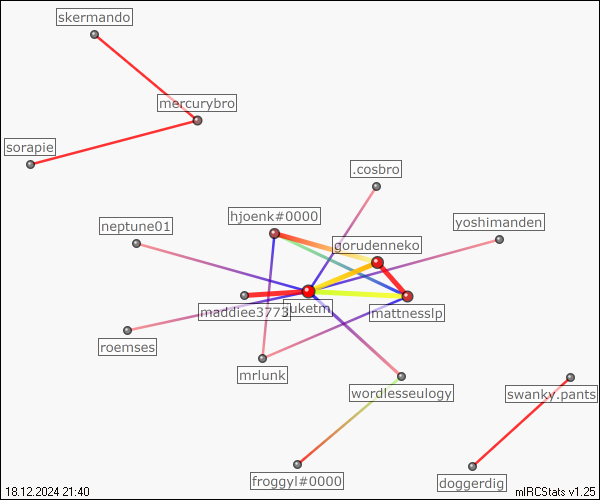 skermando
mercurybro
sorapie
.cosbro
hjoenk#0000
neptune01
yoshimanden
gorudenneko
maddiee3773
mattnesslp
roemses
mrlunk
wordlesseulogy
swanky.pants
froggyl#0000
doggerdig
18.12.2024 21:40
mIRCStats v1.25